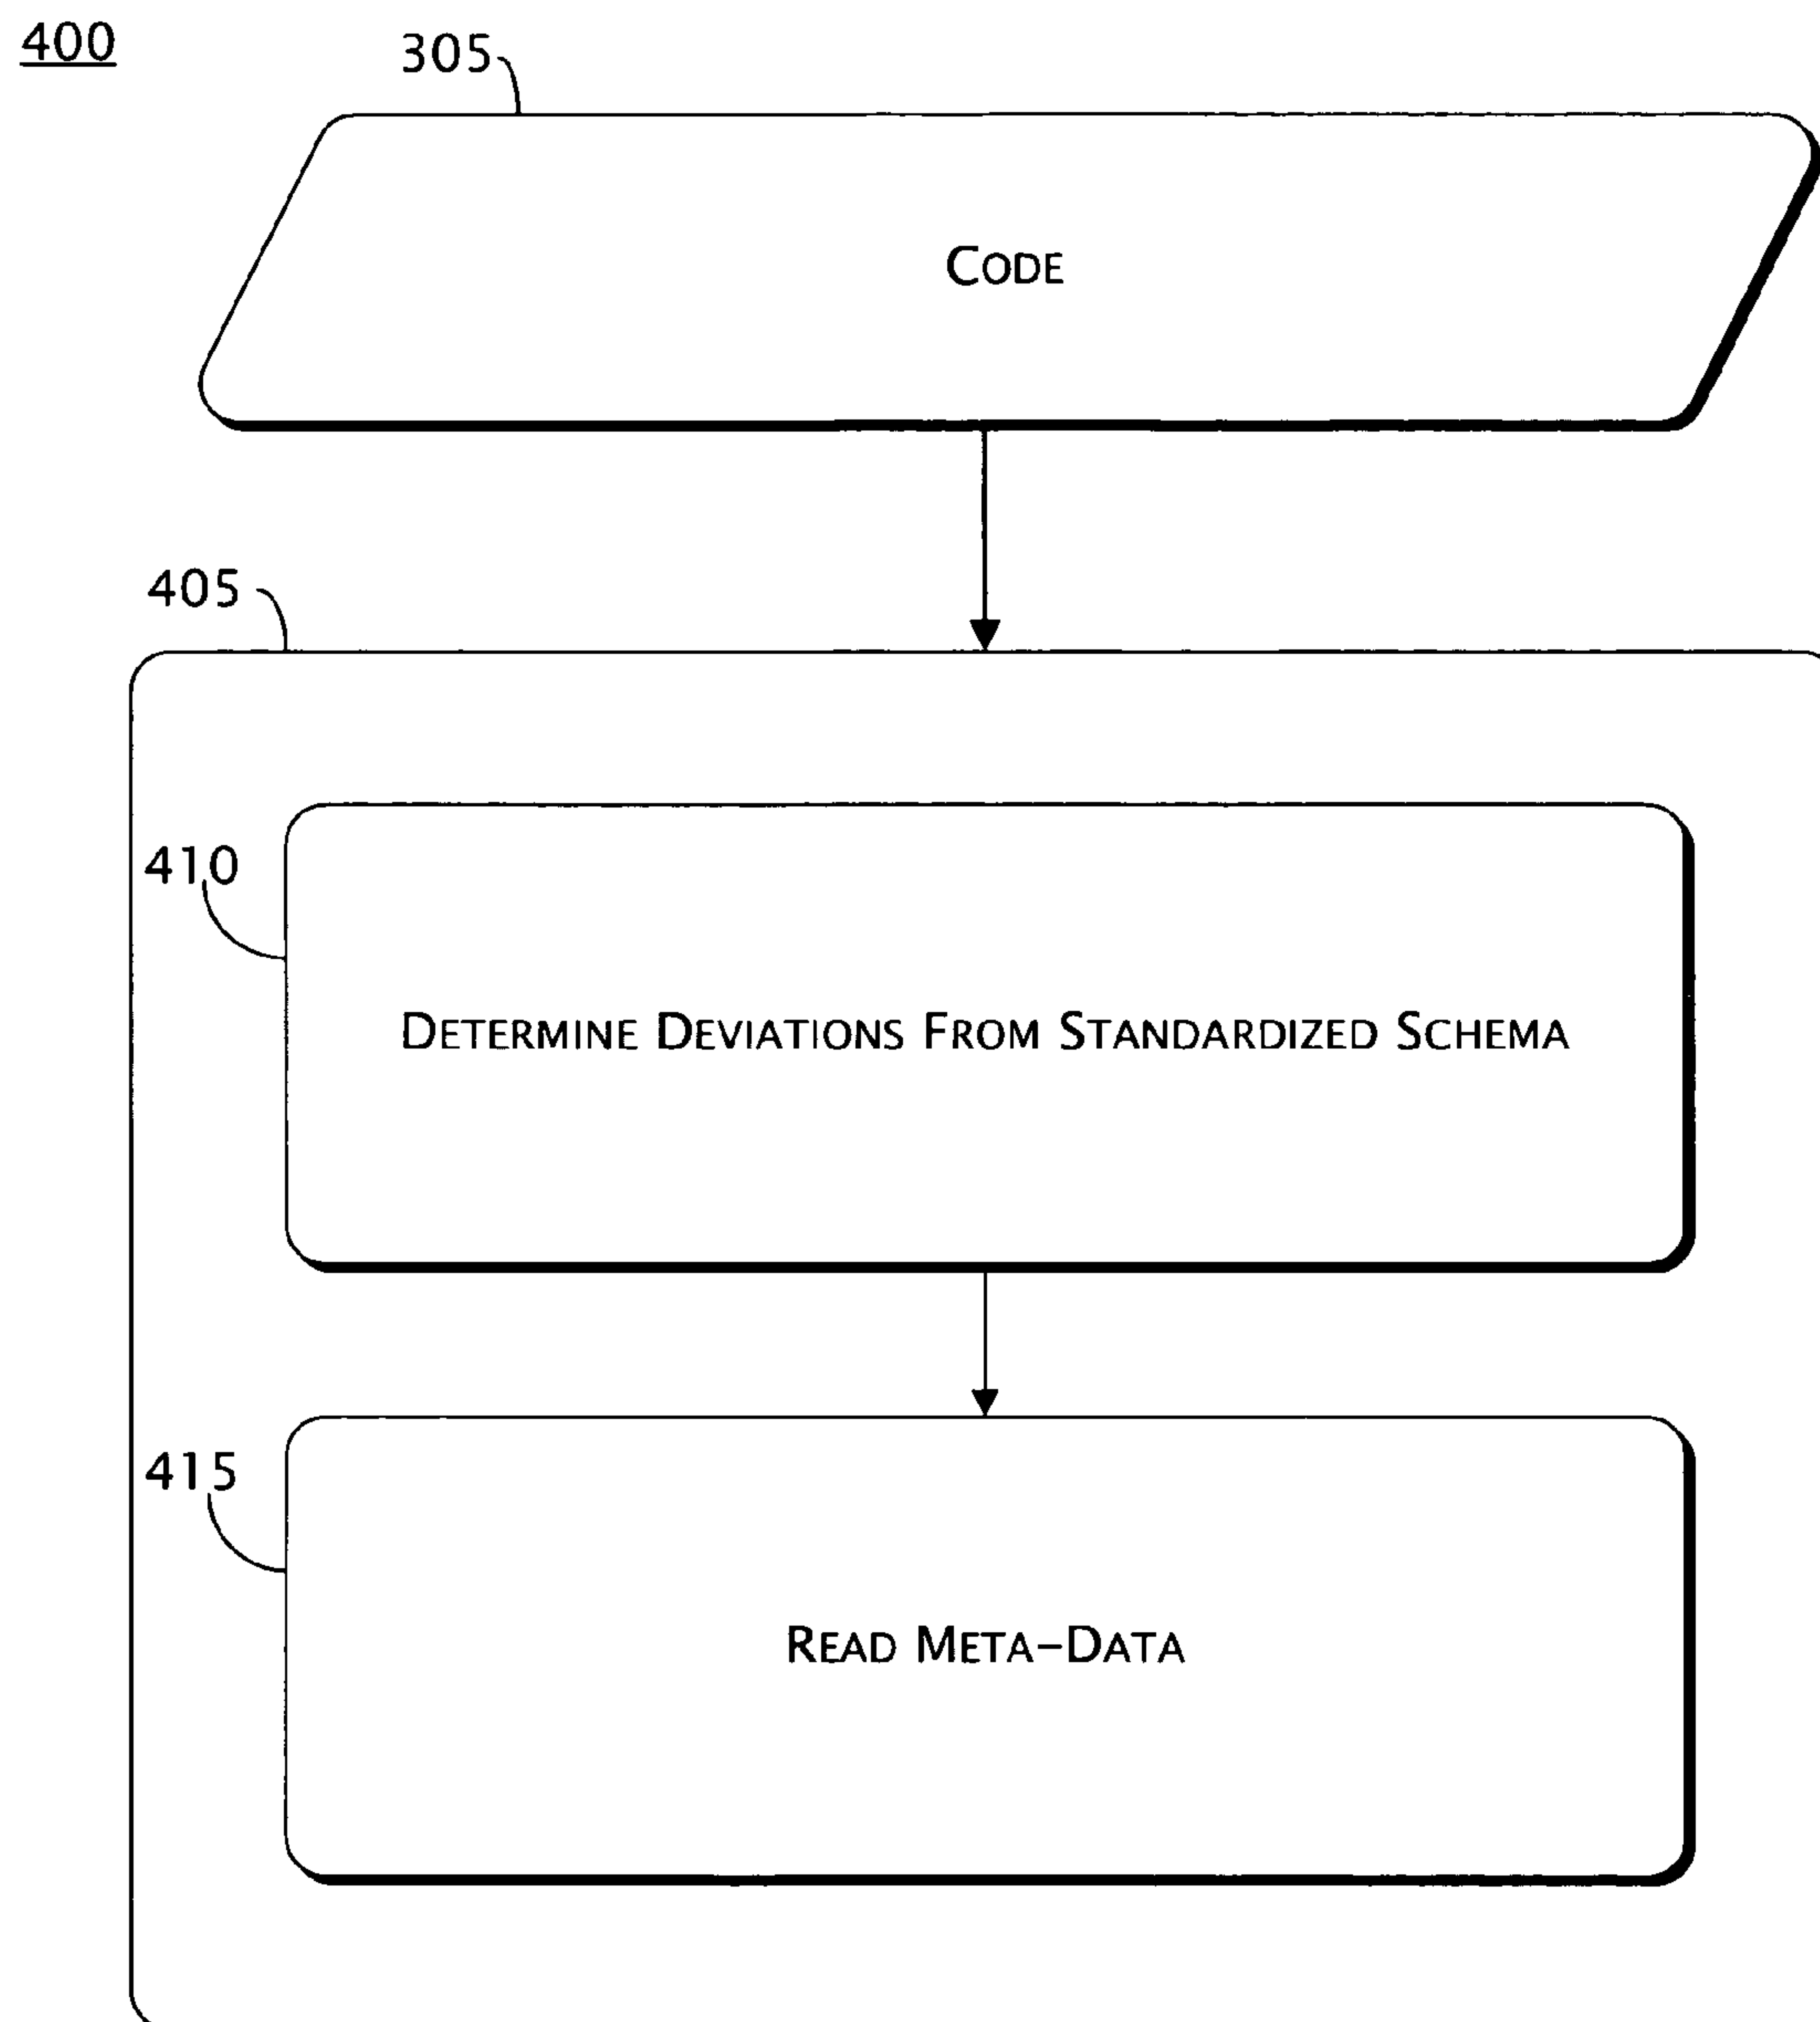 400
305
CODE
405
410
DETERMINE DEVIATIONS FROM STANDARDIZED SCHEMA
415
READ META-DATA